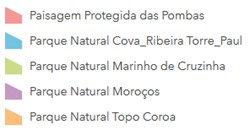 Paisagem Protegida das Pombas
Parque Natural Cova_Ribeira Torre_Paul
Parque Natural Marinho de Cruzinha
Parque Natural Moroços
Parque Natural Topo Coroa